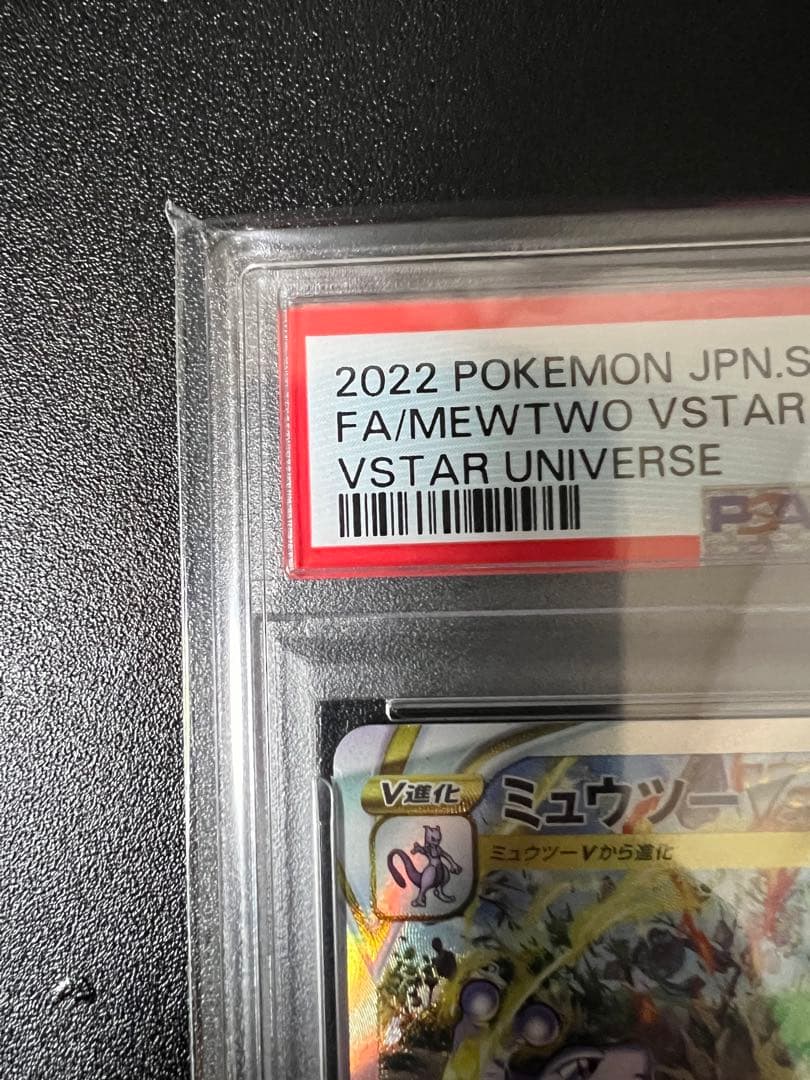 2022 POKEMON JPN.S
FA/MEWTWO VSTAR
VSTAR UNIVERSE
PSA
V進化
ミュウツー
ミュウツーVから進化